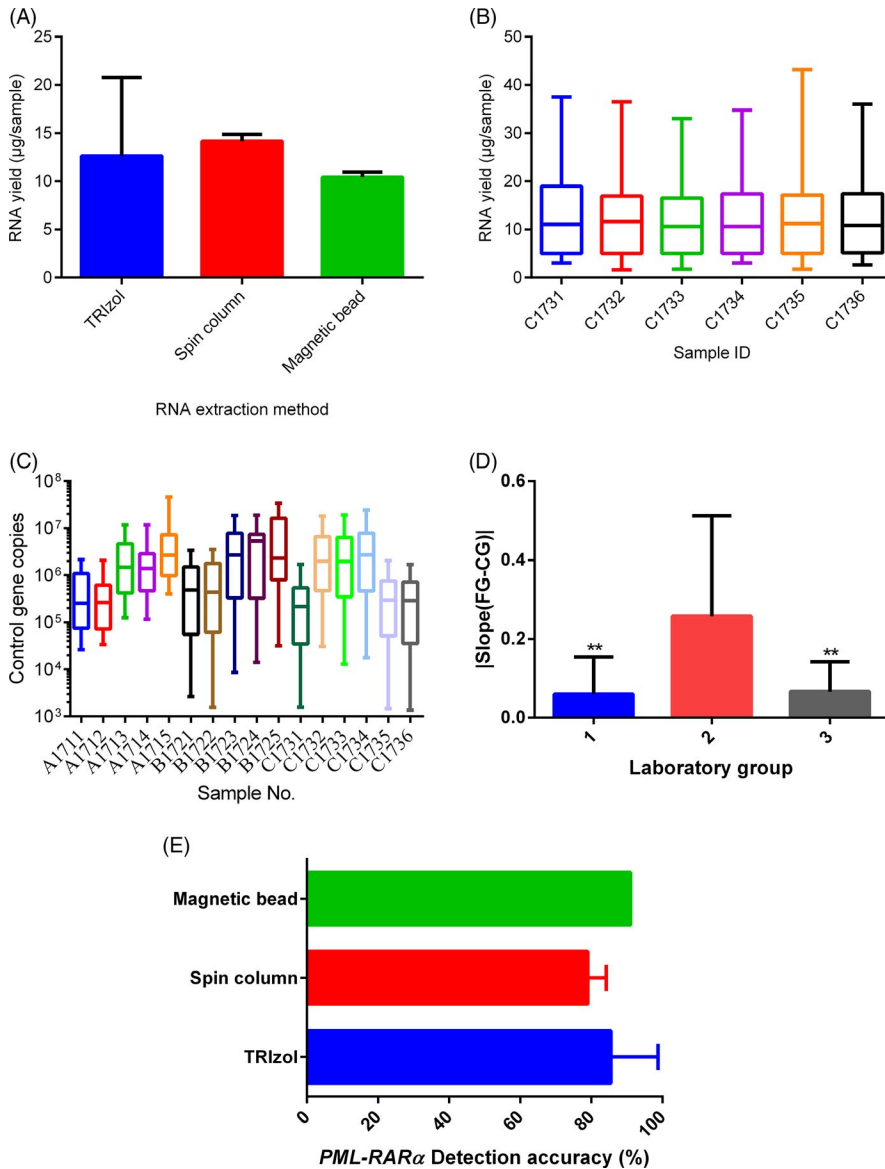 (A)
RNA yield (µg/sample)
25
20
15
10
5
0
TRIzol
Spin column
Magnetic bead
RNA extraction method
(B)
RNA yield (µg/sample)
50
40
30
20
10
0
C1731
C1732
C1733
C1734
C1735
C1736
Sample ID
(C)
Control gene copies
10⁸
10⁷
10⁶
10⁵
10⁴
10³
A1711
A1712
A1713
A1714
A1715
B1721
B1722
B1723
B1724
B1725
C1731
C1732
C1733
C1734
C1735
C1736
Sample No.
(D)
|Slope(FG-CG)|
0.6
0.4
0.2
0.0
**
**
1
2
3
Laboratory group
(E)
Magnetic bead
Spin column
TRIzol
0
20
40
60
80
100
PML-RARα Detection accuracy (%)